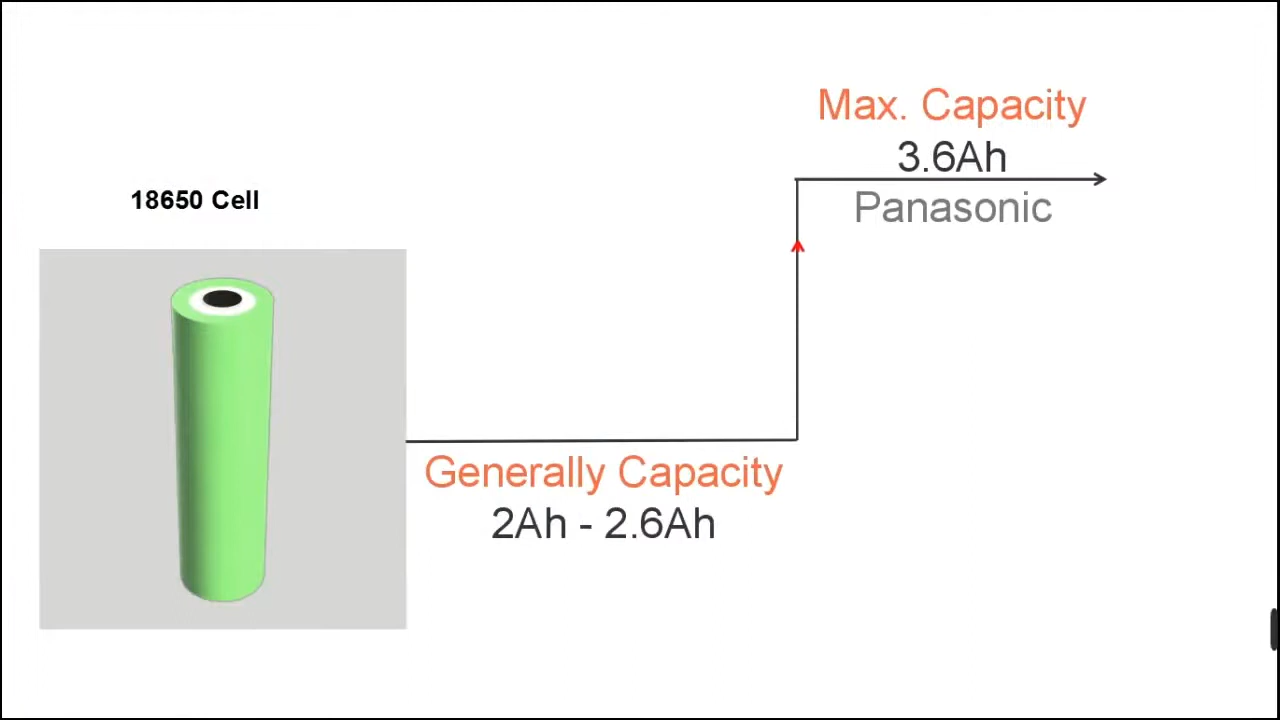 18650 Cell
Max. Capacity
3.6Ah
Panasonic
Generally Capacity
2Ah - 2.6Ah